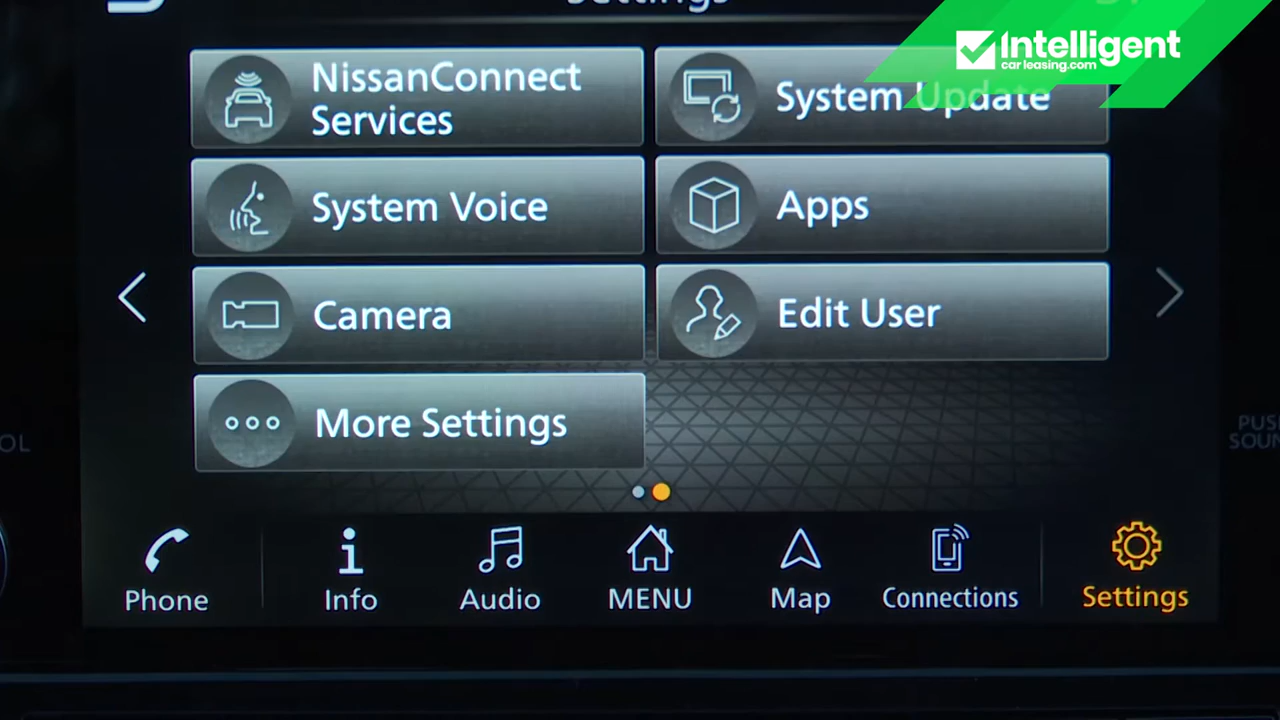 Settings
Intelligent
car leasing.com
NissanConnect
Services
System Update
System Voice
Apps
Camera
Edit User
More Settings
Phone
Info
Audio
MENU
Map
Connections
Settings